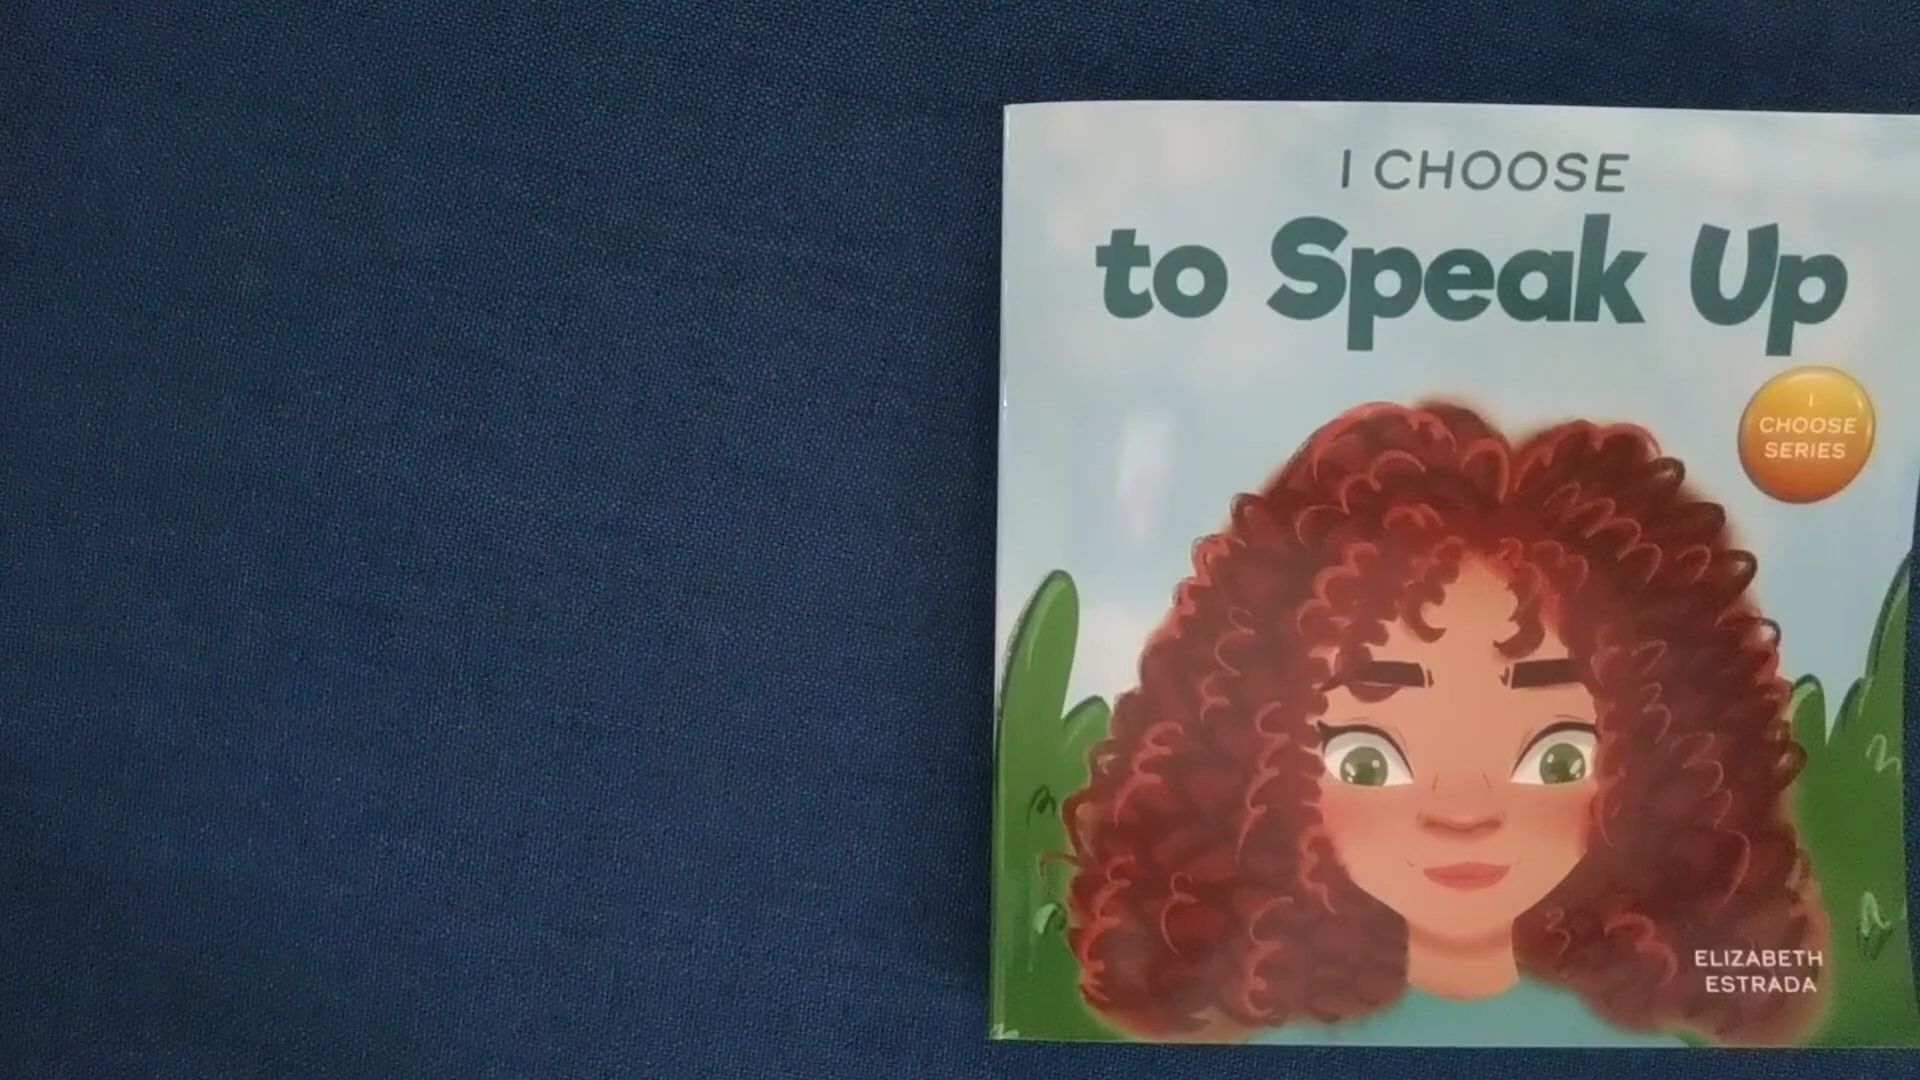 I CHOOSE
to Speak Up
I
CHOOSE
SERIES
ELIZABETH
ESTRADA